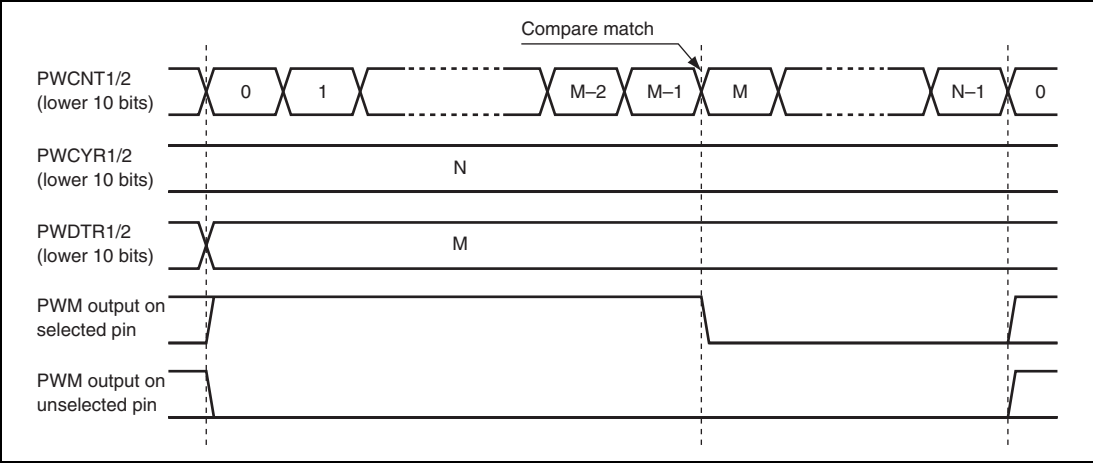 Compare match
PWCNT1/2
(lower 10 bits)
0 1 M–2 M–1 M N–1 0
PWCYR1/2
(lower 10 bits)
N
PWDTR1/2
(lower 10 bits)
M
PWM output on
selected pin
PWM output on
unselected pin